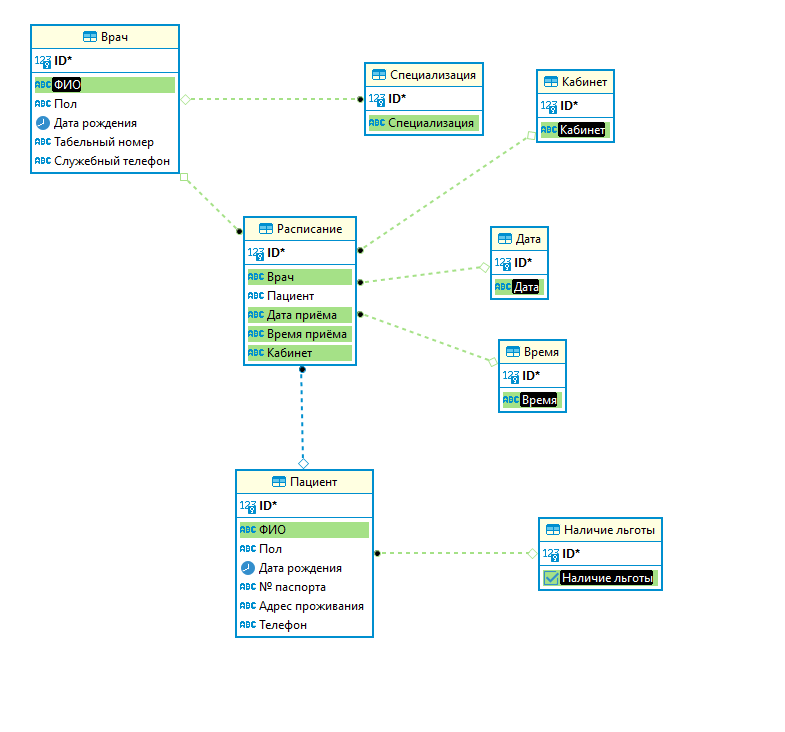 Врач
123 ID*
ABC ФИО
ABC Пол
Дата рождения
ABC Табельный номер
ABC Служебный телефон
Специализация
123 ID*
ABC Специализация
Кабинет
123 ID*
ABC Кабинет
Расписание
123 ID*
ABC Врач
ABC Пациент
ABC Дата приёма
ABC Время приёма
ABC Кабинет
Дата
123 ID*
ABC Дата
Время
123 ID*
ABC Время
Пациент
123 ID*
ABC ФИО
ABC Пол
Дата рождения
ABC № паспорта
ABC Адрес проживания
ABC Телефон
Наличие льготы
123 ID*
Наличие льготы